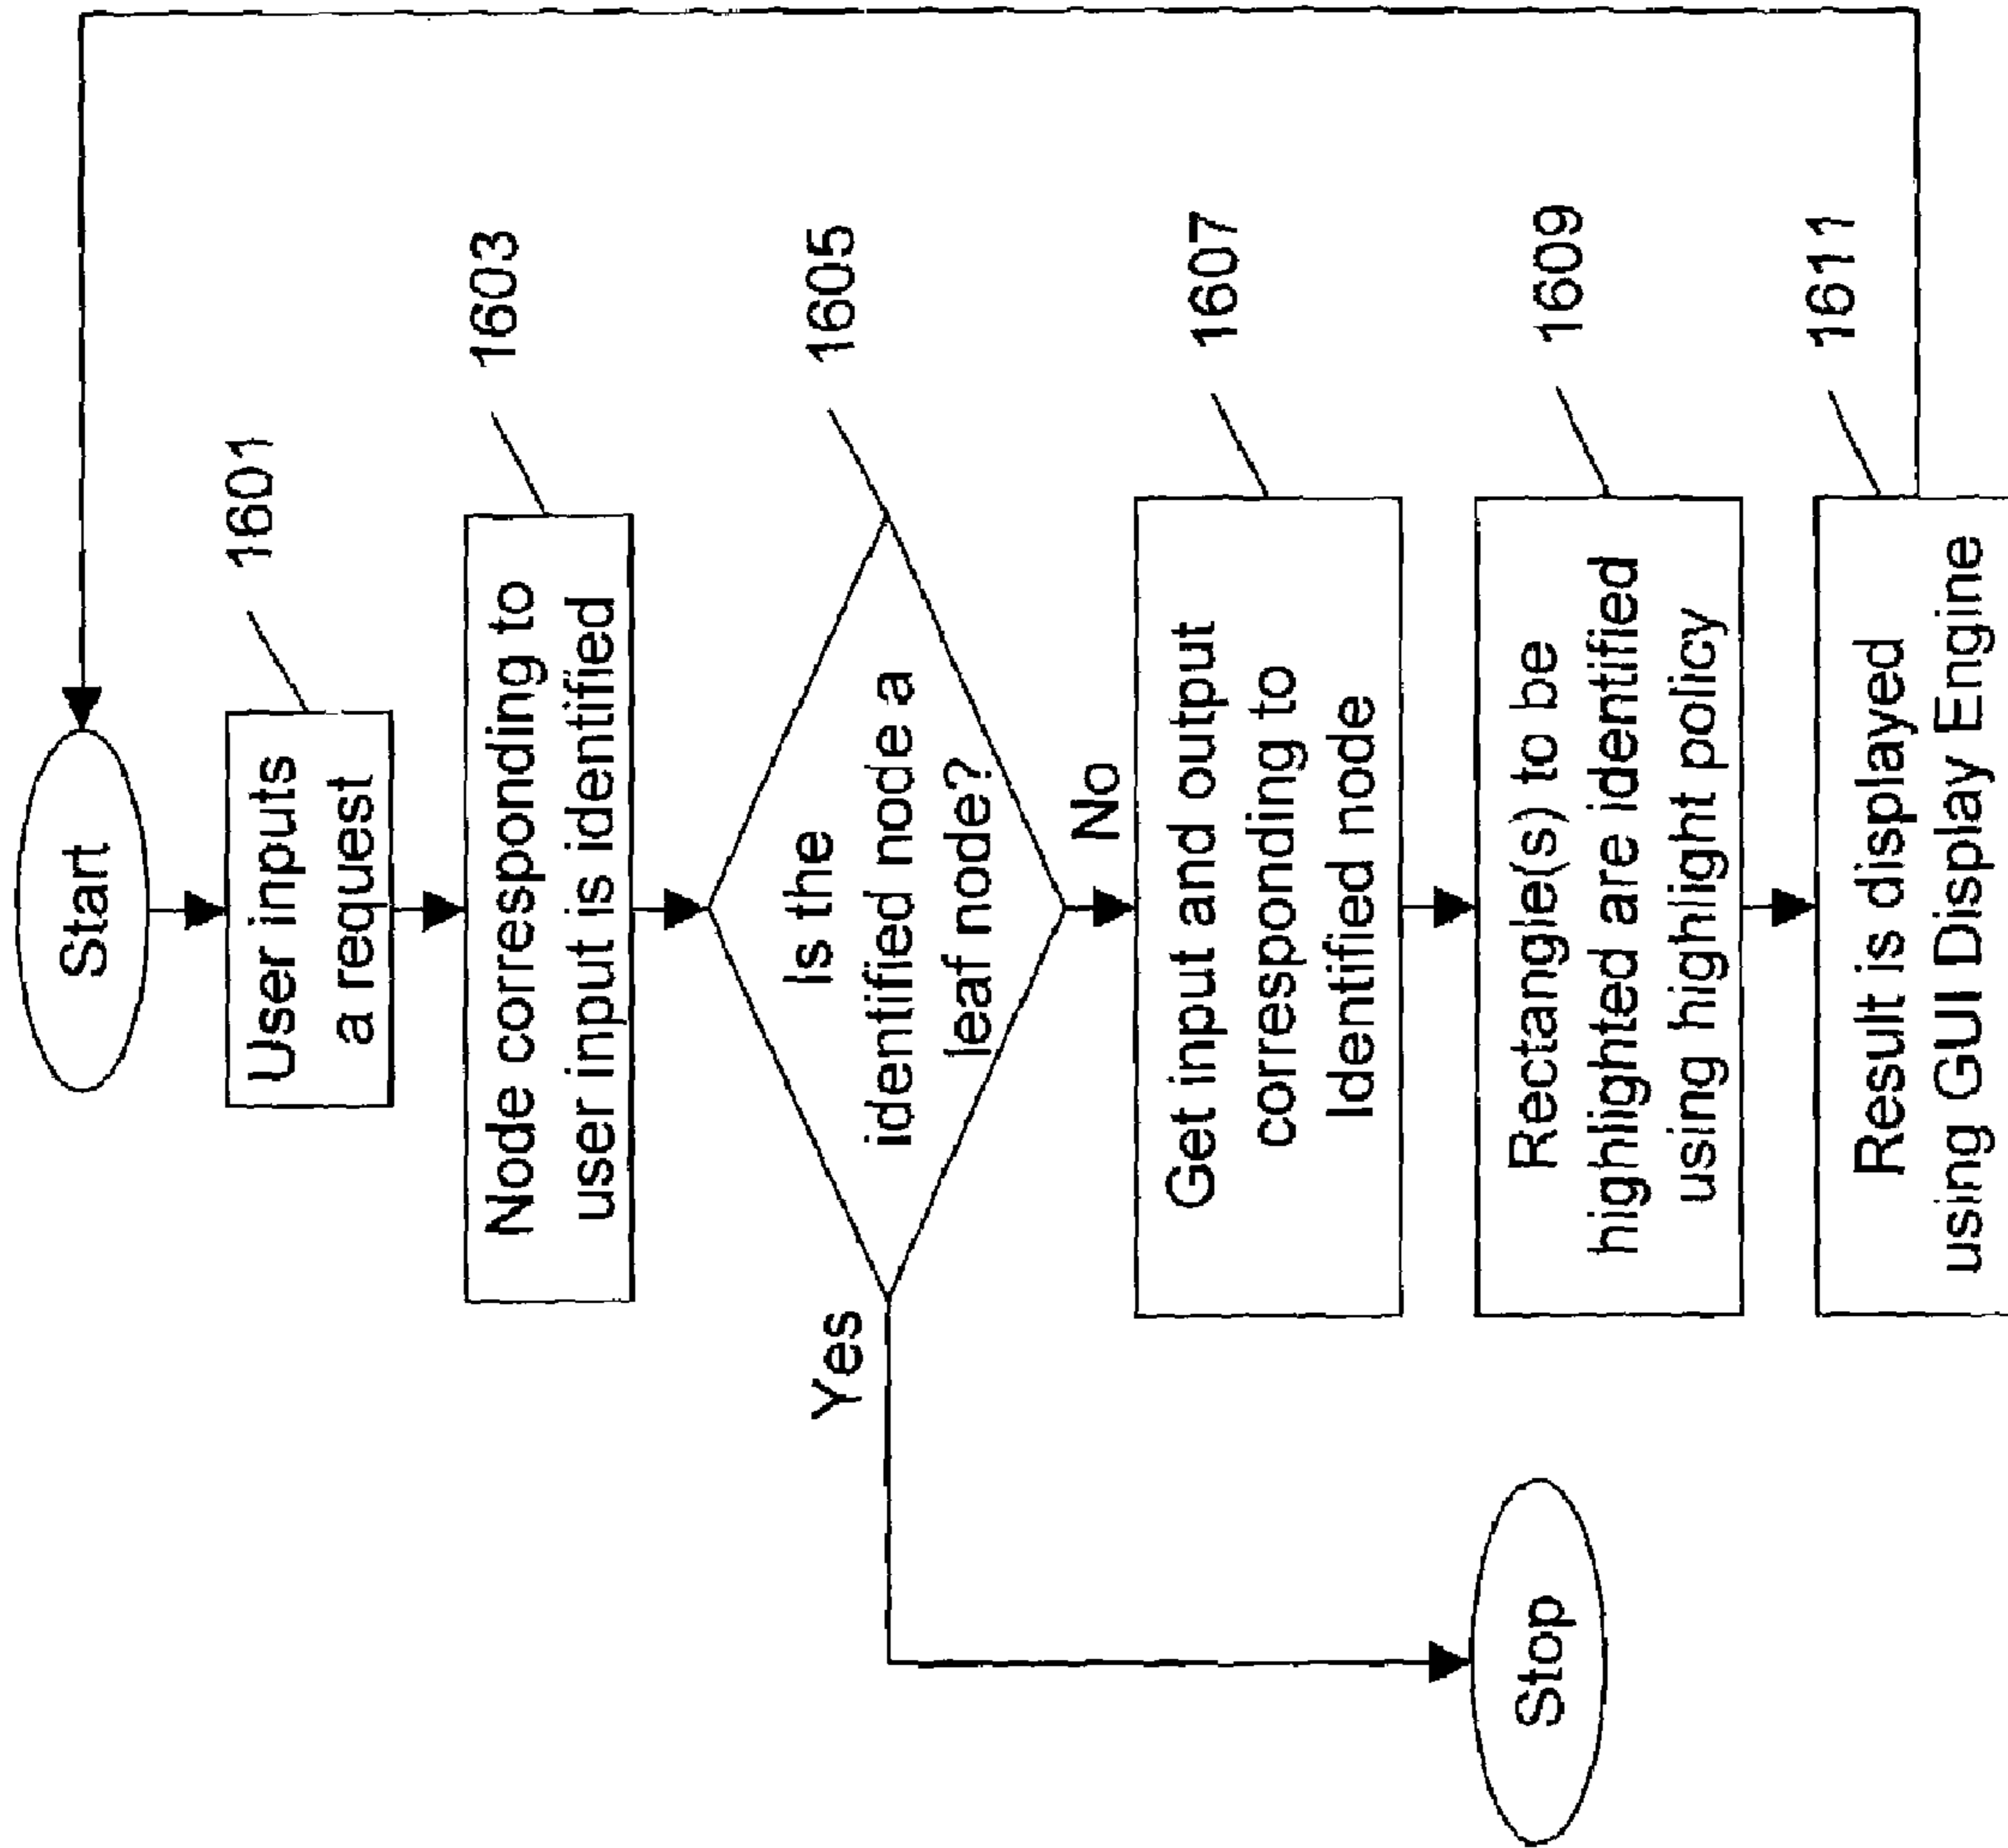 Start
User inputs
a request
1601
Node corresponding to
user input is identified
1603
Is the
identified node a
leaf node?
1605
Yes
No
Get input and output
corresponding to
Identified node
1607
Rectangle(s) to be
highlighted are identified
using highlight policy
1609
Result is displayed
using GUI Display Engine
1611
Stop